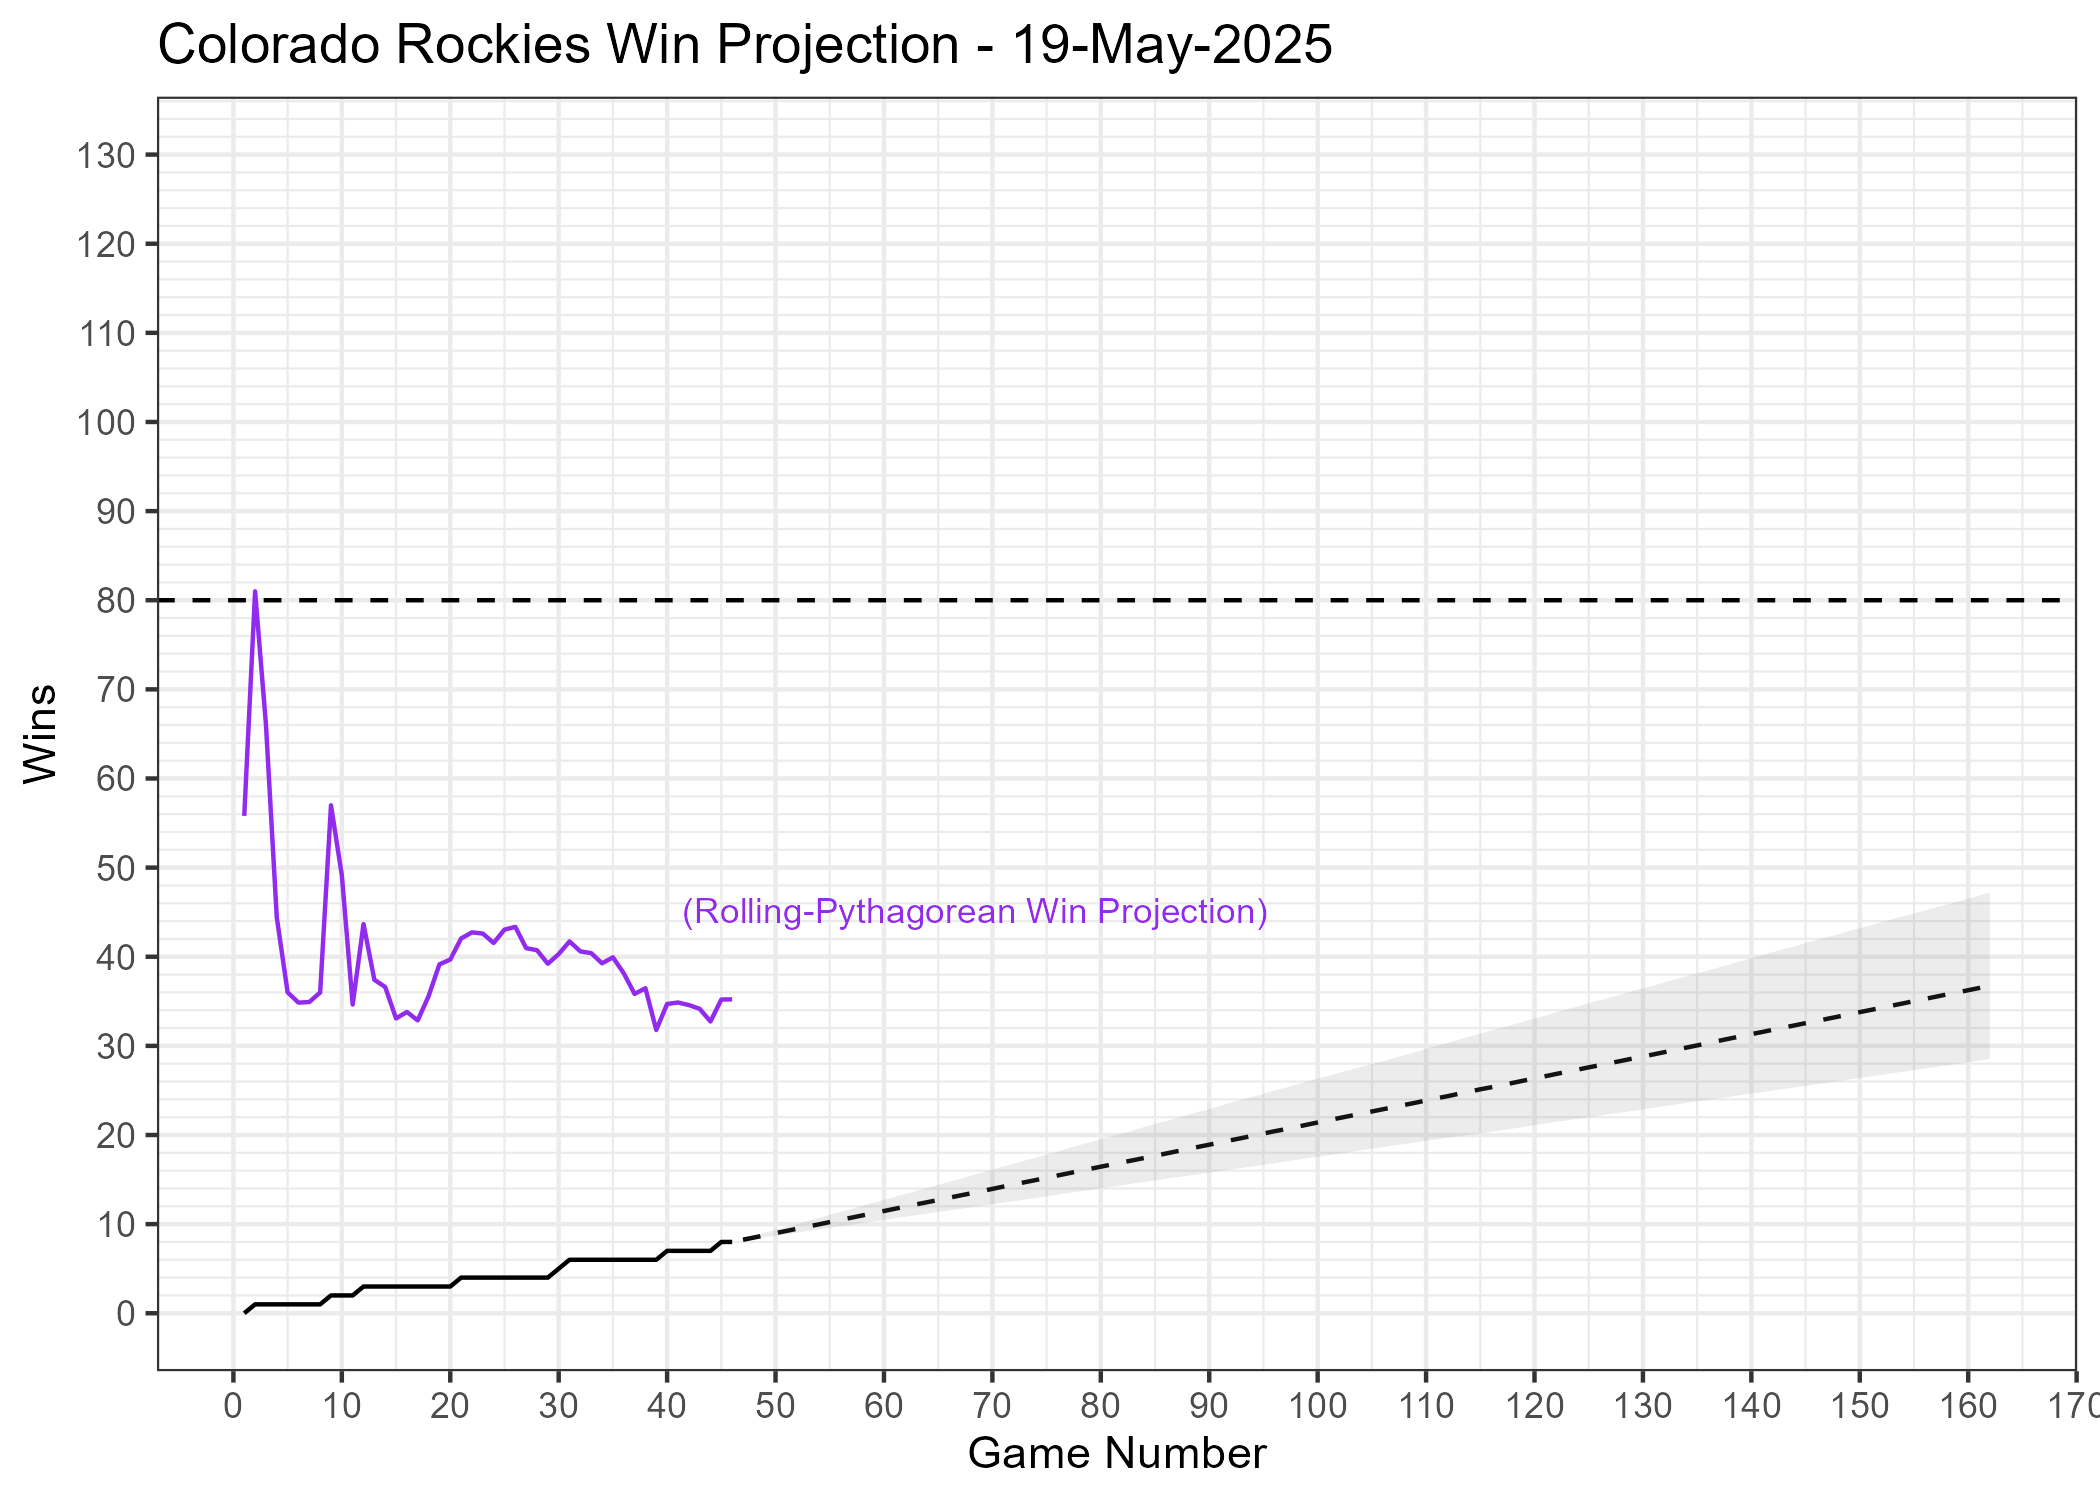 Colorado Rockies Win Projection - 19-May-2025
130
120
110
100
90
80
70
60
50
40
30
20
10
0
Wins
(Rolling-Pythagorean Win Projection)
0 10 20 30 40 50 60 70 80 90 100 110 120 130 140 150 160 170
Game Number